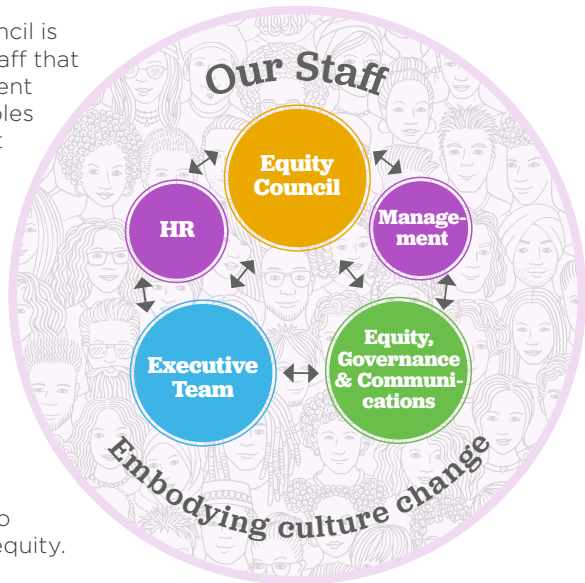 ncil is
aff that
ent
oles
t
o
equity.
Our Staff
Equity
Council
HR
Manage-
ment
Executive
Team
Equity,
Governance
& Communi-
cations
Embodying culture change